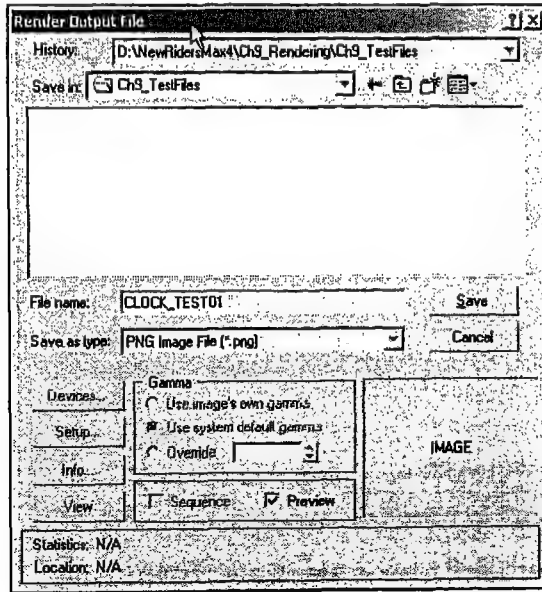 Render Output File
History: D:\NewRidersMax4\Ch9_Rendering\Ch9_TestFiles
Save in: Ch9_TestFiles
File name: CLOCK_TEST01 Save
Save as type: PNG Image File (*.png) Cancel
Devices...
Setup...
Info...
View
Gamma
Use image's own gamma
Use system default gamma
Override
Sequence Preview
IMAGE
Statistics: N/A
Location: N/A